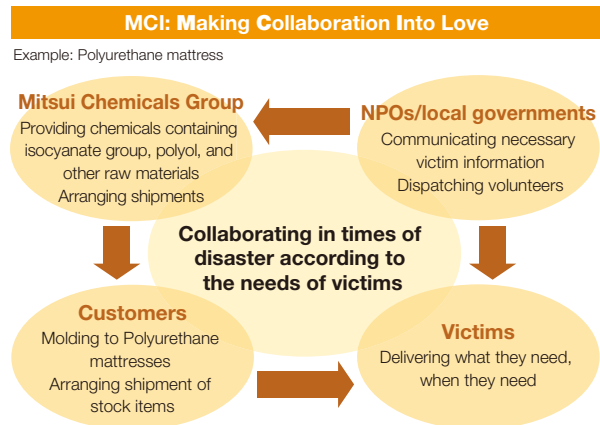 MCI: Making Collaboration Into Love
Example: Polyurethane mattress
Mitsui Chemicals Group
Providing chemicals containing
isocyanate group, polyol, and
other raw materials
Arranging shipments
NPOs/local governments
Communicating necessary
victim information
Dispatching volunteers
Collaborating in times of
disaster according to
the needs of victims
Customers
Molding to Polyurethane
mattresses
Arranging shipment of
stock items
Victims
Delivering what they need,
when they need